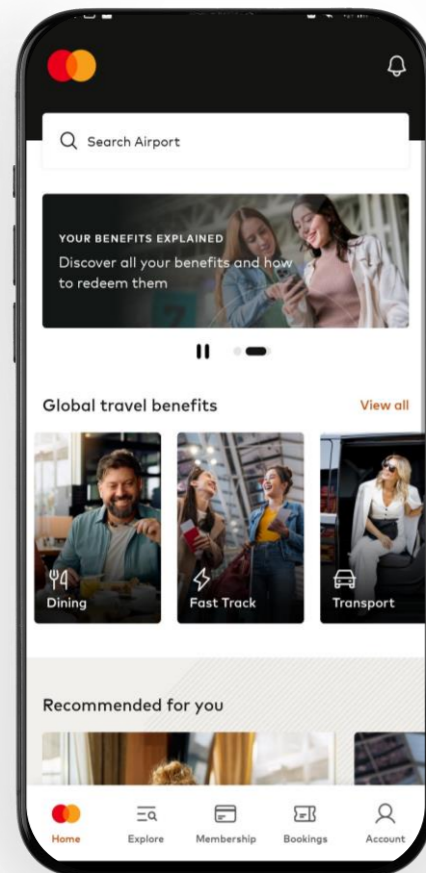 Search Airport
YOUR BENEFITS EXPLAINED
Discover all your benefits and how
to redeem them
Global travel benefits
View all
Dining
Fast Track
Transport
Recommended for you
Home
Explore
Membership
Bookings
Account